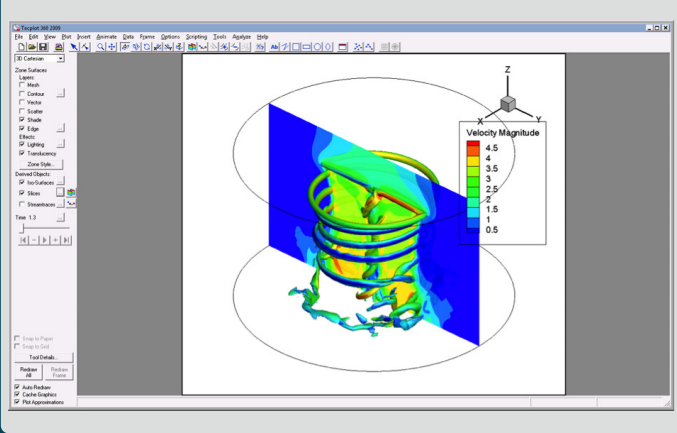 Tecplot 360 2008
File Edit View Plot Insert Animate Data Frame Options Scripting Tools Analyze Help
3D Cartesian
Zone Surfaces
Layers:
Mesh
Contour
Vector
Scatter
Shade
Edge
Effects:
Lighting
Translucency
Zone Style...
Derived Objects:
Iso-Surfaces
Slices
Streamtraces
Time 1.3
Snap to Paper
Snap to Grid
Tool Details...
Redraw All
Redraw Frame
Auto Redraw
Cache Graphics
Plot Approximations
Z
X
Y
Velocity Magnitude
4.5
4
3.5
3
2.5
2
1.5
1
0.5